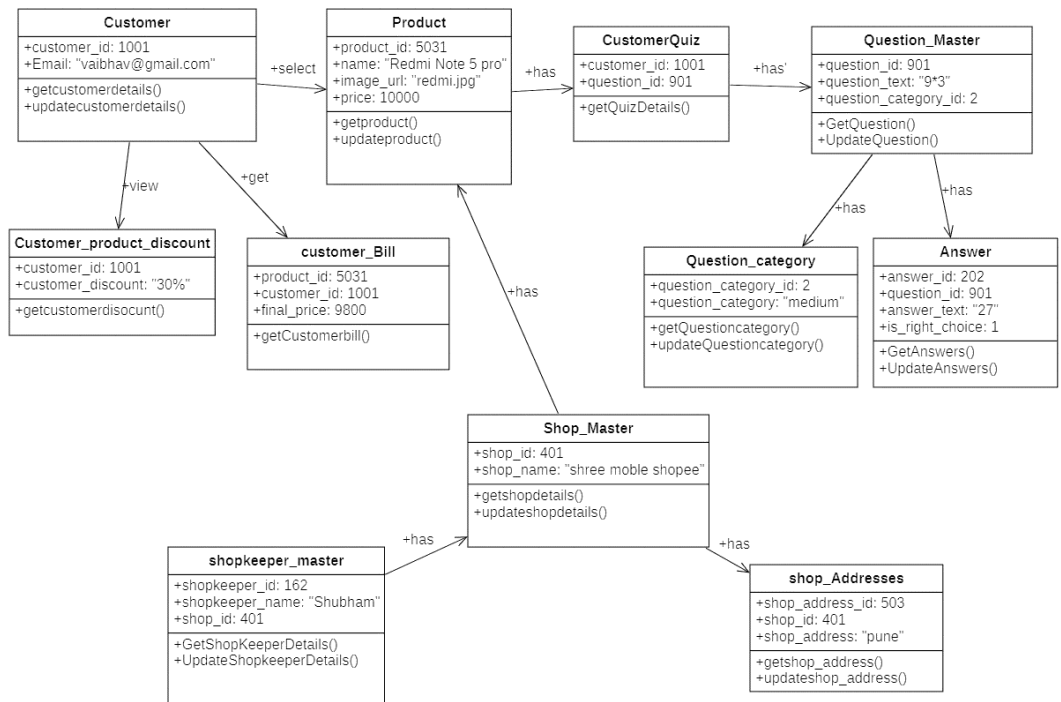 Customer
+customer_id: 1001
+Email: "vaibhav@gmail.com"
+getcustomerdetails()
+updatecustomerdetails()
+select
Product
+product_id: 5031
+name: "Redmi Note 5 pro"
+image_url: "redmi.jpg"
+price: 10000
+getproduct()
+updateproduct()
+has
CustomerQuiz
+customer_id: 1001
+question_id: 901
+getQuizDetails()
+has'
Question_Master
+question_id: 901
+question_text: "9*3"
+question_category_id: 2
+GetQuestion()
+UpdateQuestion()
+view
+get
+has
+has
Customer_product_discount
+customer_id: 1001
+customer_discount: "30%"
+getcustomerdisocunt()
customer_Bill
+product_id: 5031
+customer_id: 1001
+final_price: 9800
+getCustomerbill()
+has
Question_category
+question_category_id: 2
+question_category: "medium"
+getQuestioncategory()
+updateQuestioncategory()
Answer
+answer_id: 202
+question_id: 901
+answer_text: "27"
+is_right_choice: 1
+GetAnswers()
+UpdateAnswers()
Shop_Master
+shop_id: 401
+shop_name: "shree moble shopee"
+getshopdetails()
+updateshopdetails()
+has
+has
shopkeeper_master
+shopkeeper_id: 162
+shopkeeper_name: "Shubham"
+shop_id: 401
+GetShopKeeperDetails()
+UpdateShopkeeperDetails()
shop_Addresses
+shop_address_id: 503
+shop_id: 401
+shop_address: "pune"
+getshop_address()
+updateshop_address()